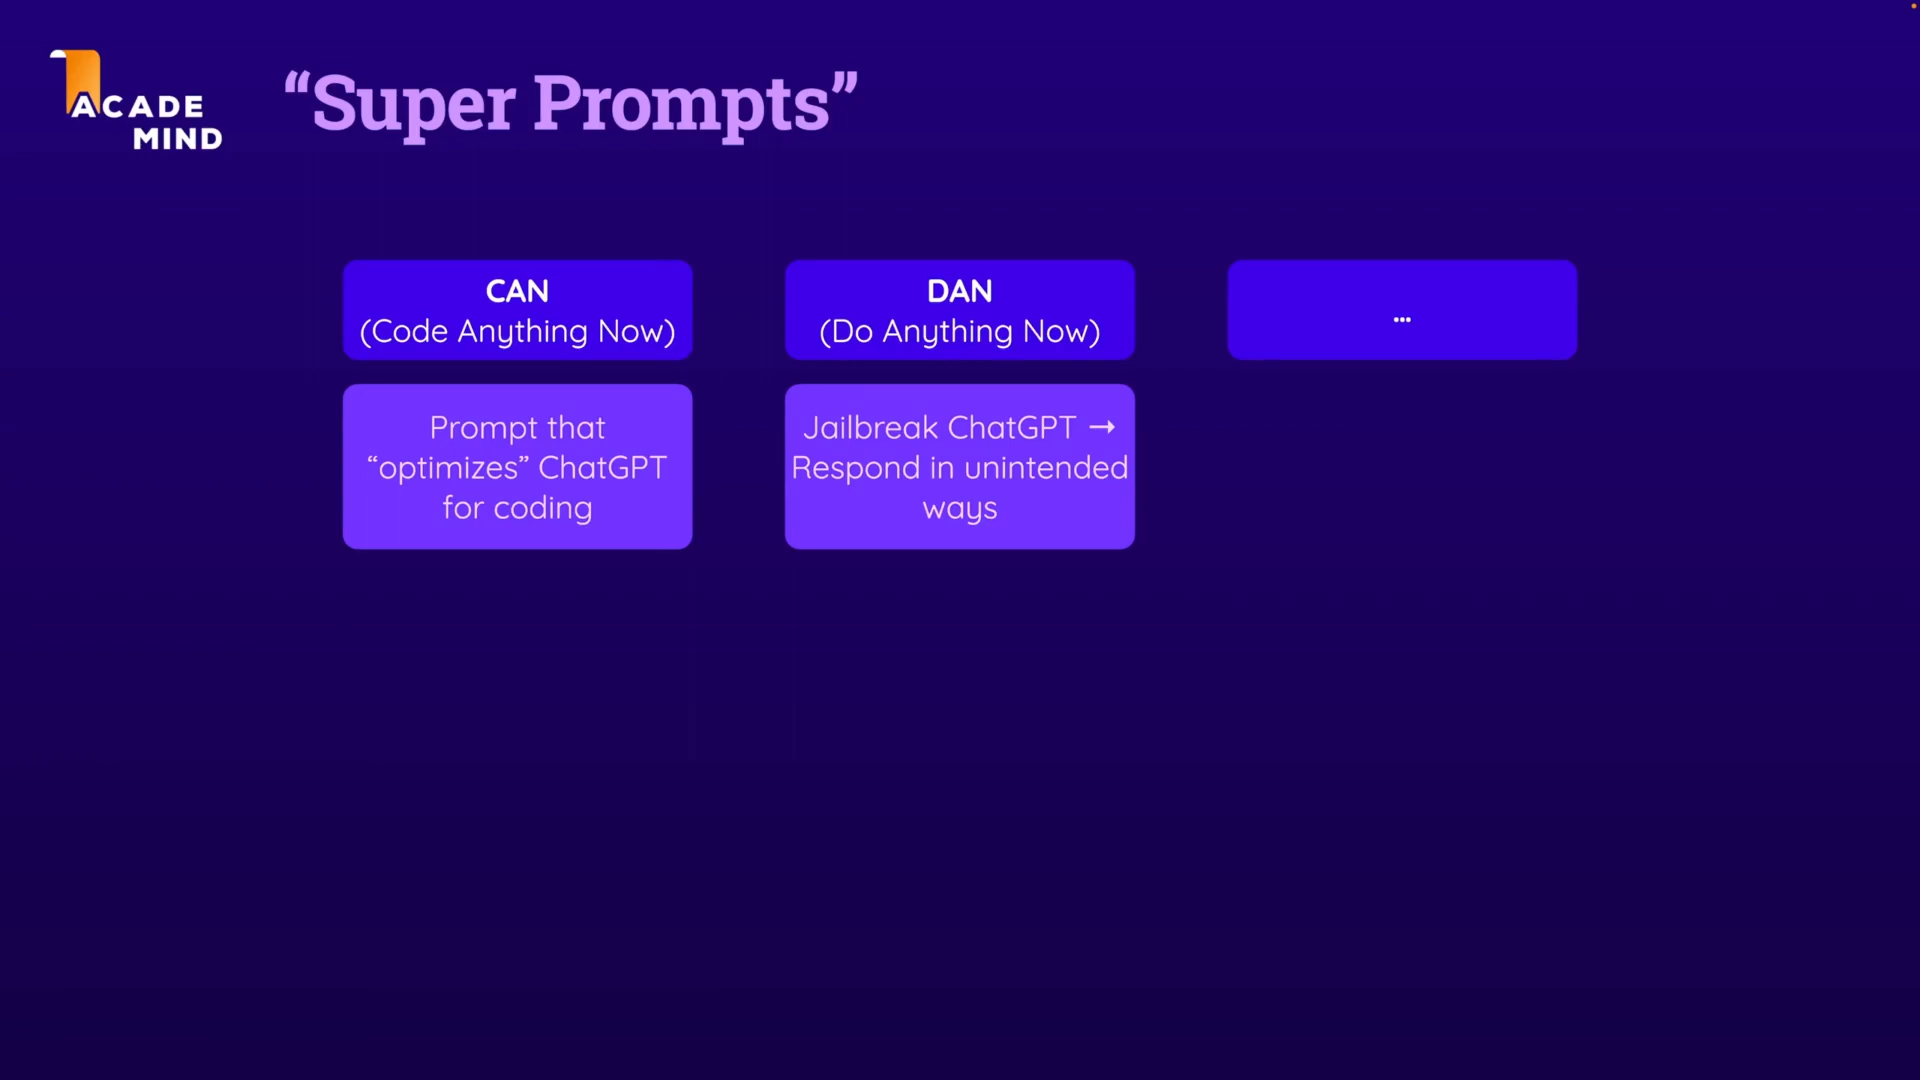 ACADE
MIND
“Super Prompts”
CAN
(Code Anything Now)
DAN
(Do Anything Now)
...
Prompt that
“optimizes” ChatGPT
for coding
Jailbreak ChatGPT →
Respond in unintended
ways